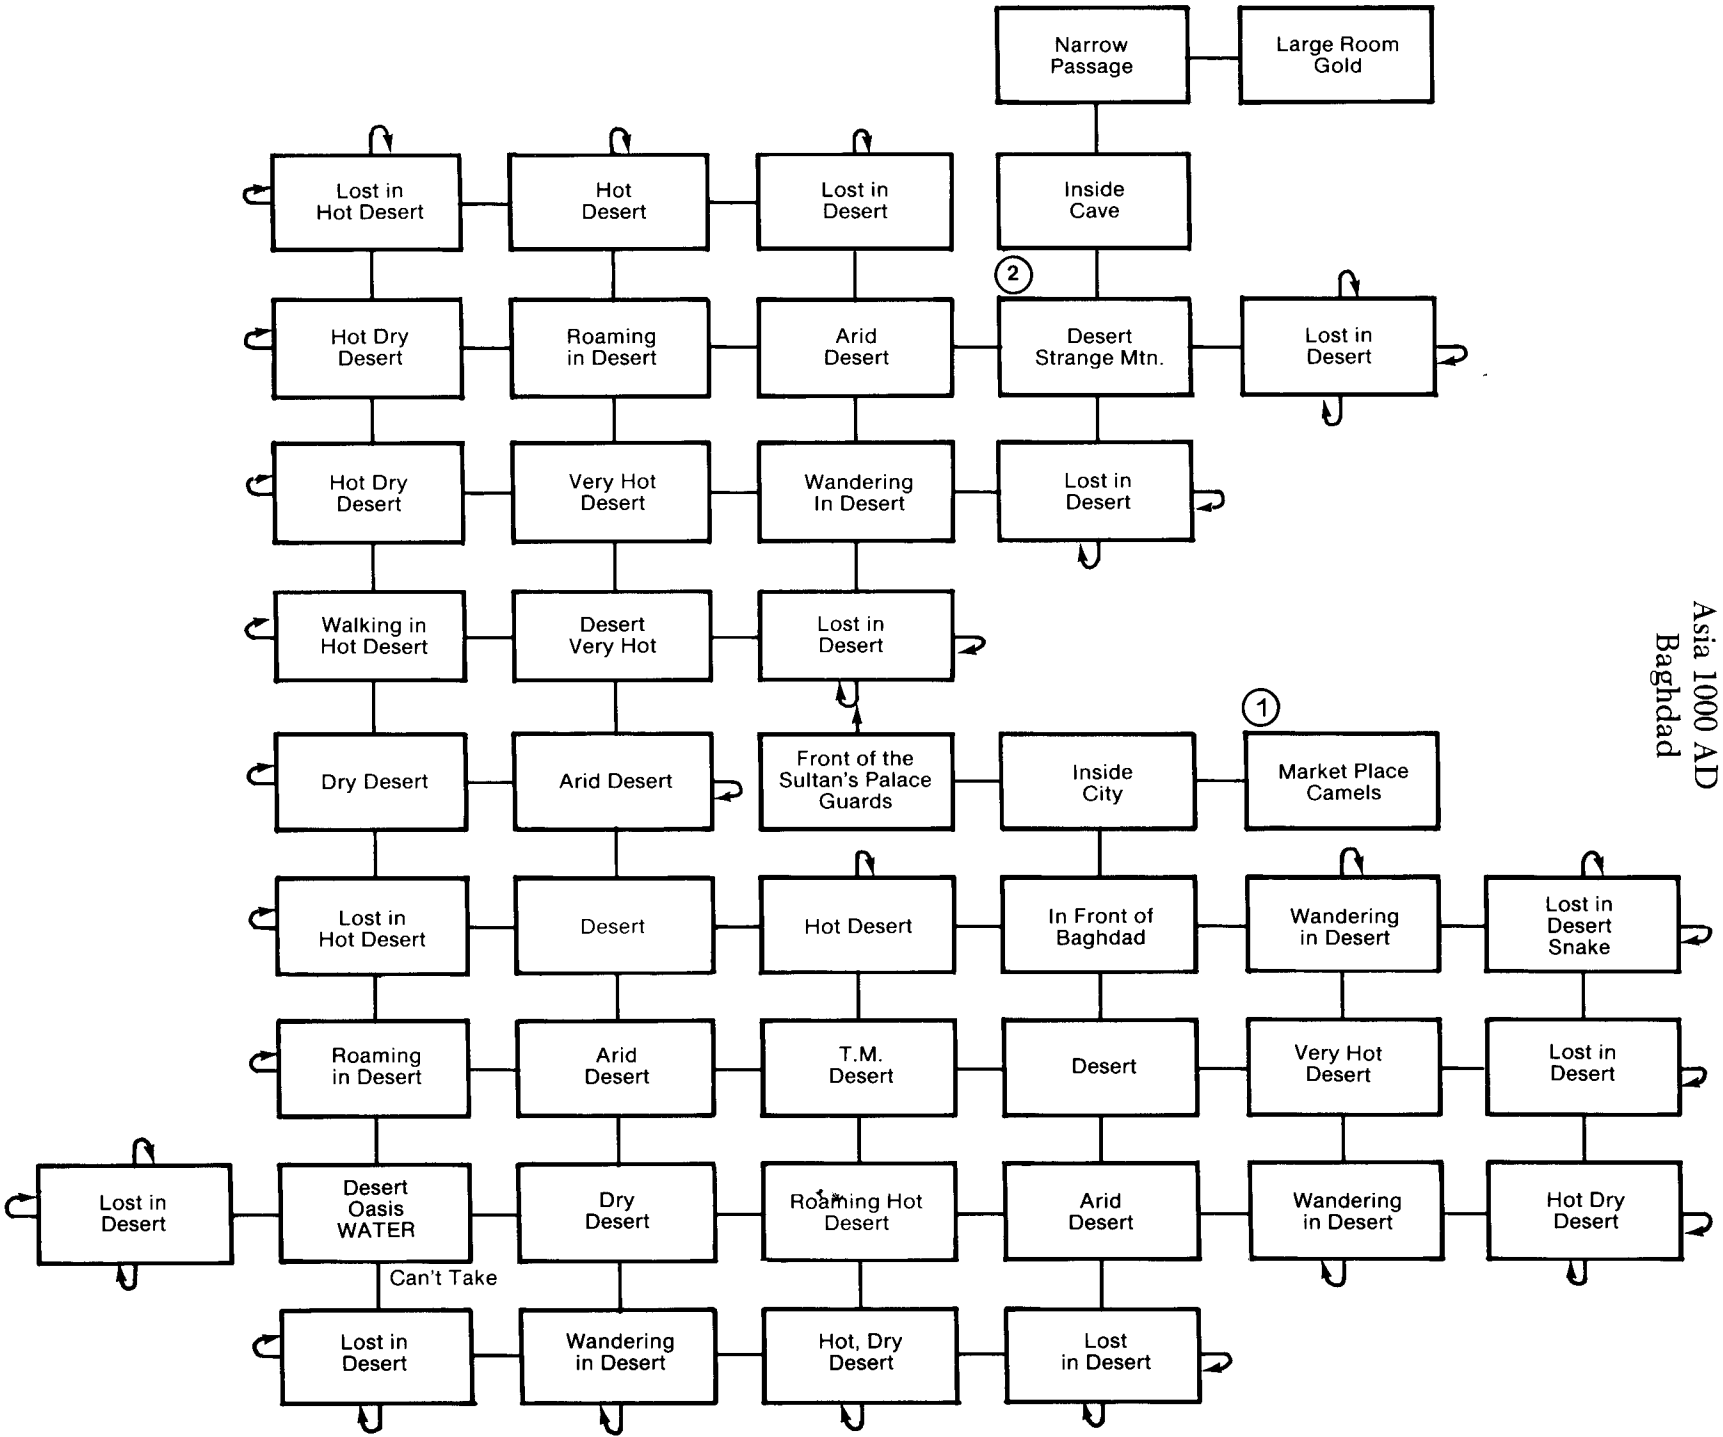 Narrow
Passage
Large Room
Gold
Lost in
Hot Desert
Hot
Desert
Lost in
Desert
Inside
Cave
2
Hot Dry
Desert
Roaming
in Desert
Arid
Desert
Desert
Strange Mtn.
Lost in
Desert
Hot Dry
Desert
Very Hot
Desert
Wandering
In Desert
Lost in
Desert
Walking in
Hot Desert
Desert
Very Hot
Lost in
Desert
Asia 1000 AD
Baghdad
1
Dry Desert
Arid Desert
Front of the
Sultan's Palace
Guards
Inside
City
Market Place
Camels
Lost in
Hot Desert
Desert
Hot Desert
In Front of
Baghdad
Wandering
in Desert
Lost in
Desert
Snake
Roaming
in Desert
Arid
Desert
T.M.
Desert
Desert
Very Hot
Desert
Lost in
Desert
Lost in
Desert
Desert
Oasis
WATER
Dry
Desert
Roaming Hot
Desert
Arid
Desert
Wandering
in Desert
Hot Dry
Desert
Can't Take
Lost in
Desert
Wandering
in Desert
Hot, Dry
Desert
Lost
in Desert